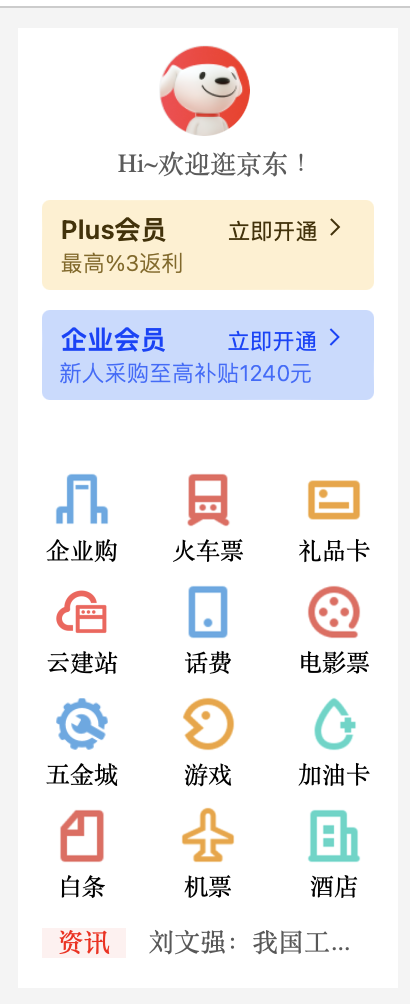 Hi~欢迎逛京东！
Plus会员 立即开通 >
最高%3返利
企业会员 立即开通 >
新人采购至高补贴1240元
企业购 火车票 礼品卡
云建站 话费 电影票
五金城 游戏 加油卡
白条 机票 酒店
资讯 刘文强：我国工...